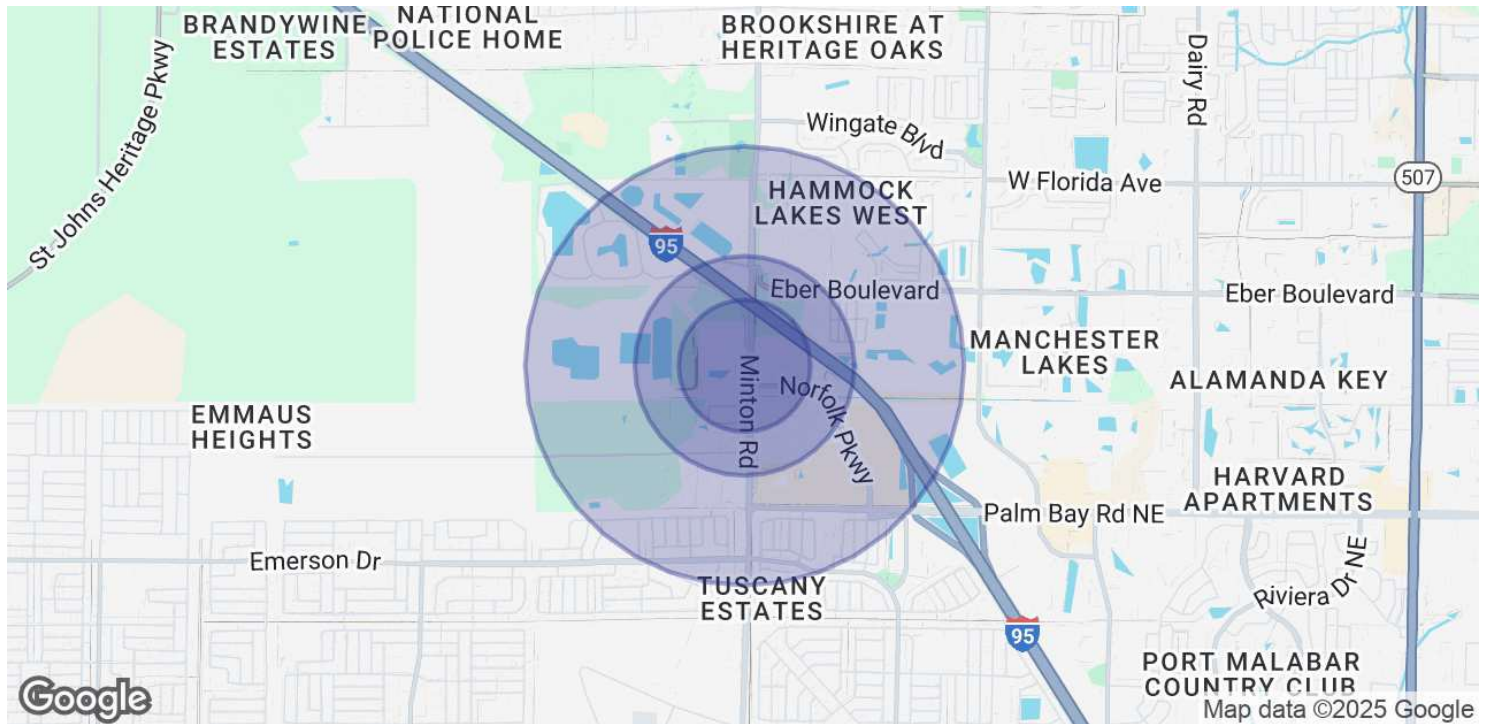 BRANDYWINE
ESTATES
NATIONAL
POLICE HOME
BROOKSHIRE AT
HERITAGE OAKS
St Johns Heritage Pkwy
Dairy Rd
Wingate Blvd
W Florida Ave
507
HAMMOCK
LAKES WEST
95
Eber Boulevard
Eber Boulevard
MANCHESTER
LAKES
ALAMANDA KEY
Minton Rd
Norfolk Pkwy
EMMAUS
HEIGHTS
HARVARD
APARTMENTS
Palm Bay Rd NE
Emerson Dr
TUSCANY
ESTATES
Riviera Dr NE
95
PORT MALABAR
COUNTRY CLUB
Google
Map data ©2025 Google